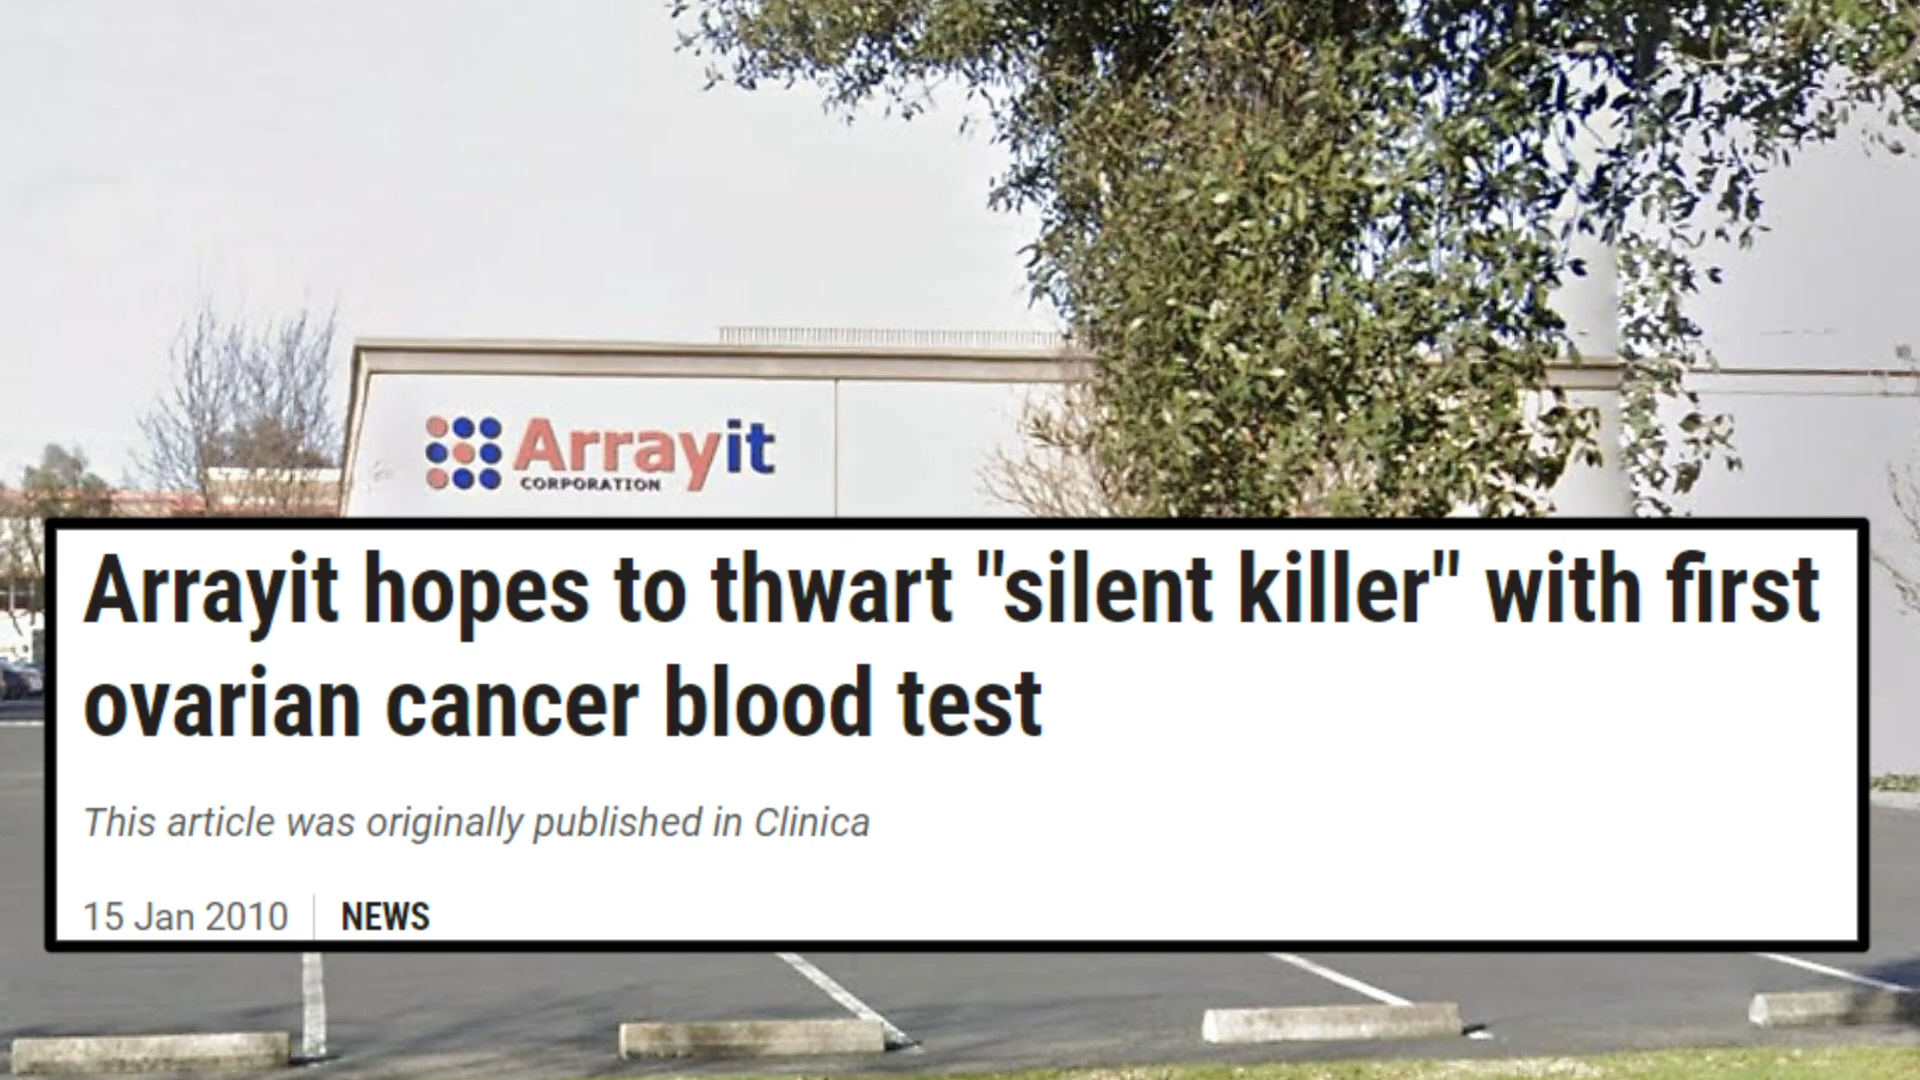 Arrayit
CORPORATION
Arrayit hopes to thwart "silent killer" with first
ovarian cancer blood test
This article was originally published in Clinica
15 Jan 2010 | NEWS